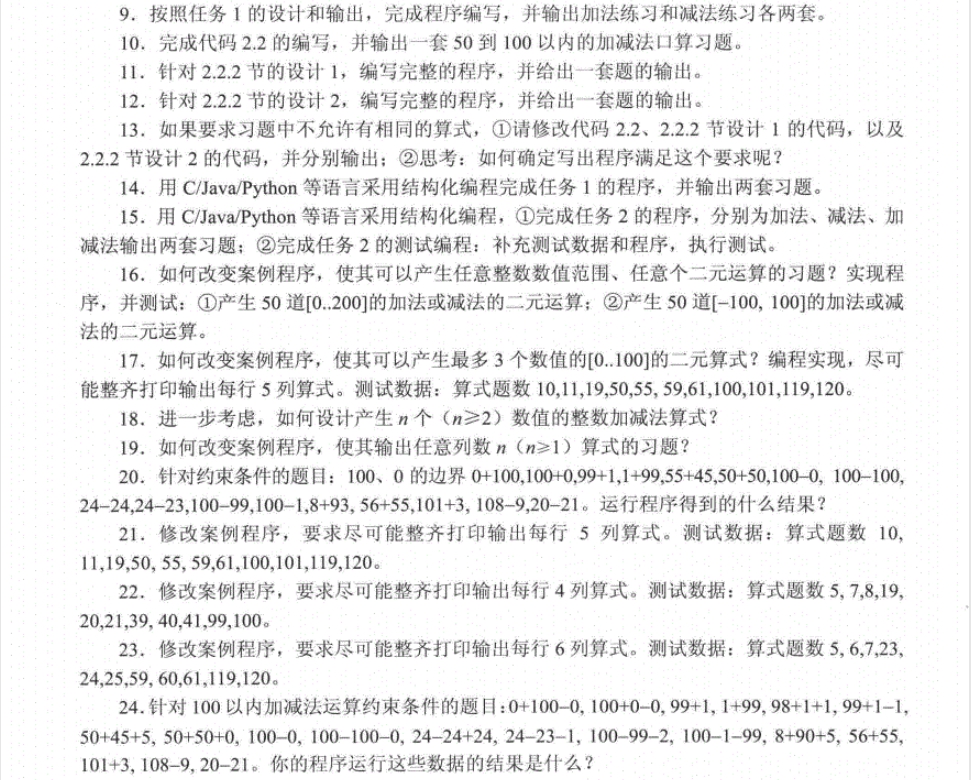 9．按照任务 1 的设计和输出，完成程序编写，并输出加法练习和减法练习各两套。
10．完成代码 2.2 的编写，并输出一套 50 到 100 以内的加减法口算习题。
11．针对 2.2.2 节的设计 1，编写完整的程序，并给出一套题的输出。
12．针对 2.2.2 节的设计 2，编写完整的程序，并给出一套题的输出。
13．如果要求习题中不允许有相同的算式，①请修改代码 2.2、2.2.2 节设计 1 的代码，以及
2.2.2 节设计 2 的代码，并分别输出；②思考：如何确定写出程序满足这个要求呢？
14．用 C/Java/Python 等语言采用结构化编程完成任务 1 的程序，并输出两套习题。
15．用 C/Java/Python 等语言采用结构化编程，①完成任务 2 的程序，分别为加法、减法、加
减法输出两套习题；②完成任务 2 的测试编程：补充测试数据和程序，执行测试。
16．如何改变案例程序，使其可以产生任意整数数值范围、任意个二元运算的习题？实现程
序，并测试：①产生 50 道[0..200]的加法或减法的二元运算；②产生 50 道[−100, 100]的加法或减
法的二元运算。
17．如何改变案例程序，使其可以产生最多 3 个数值的[0..100]的二元算式？编程实现，尽可
能整齐打印输出每行 5 列算式。测试数据：算式题数 10,11,19,50,55, 59,61,100,101,119,120。
18．进一步考虑，如何设计产生 n 个（n≥2）数值的整数加减法算式？
19．如何改变案例程序，使其输出任意列数 n（n≥1）算式的习题？
20．针对约束条件的题目：100、0 的边界 0+100,100+0,99+1,1+99,55+45,50+50,100−0, 100−100,
24−24,24−23,100−99,100−1,8+93, 56+55,101+3, 108−9,20−21。运行程序得到的什么结果？
21．修改案例程序，要求尽可能整齐打印输出每行 5 列算式。测试数据：算式题数 10,
11,19,50, 55, 59,61,100,101,119,120。
22．修改案例程序，要求尽可能整齐打印输出每行 4 列算式。测试数据：算式题数 5, 7,8,19,
20,21,39, 40,41,99,100。
23．修改案例程序，要求尽可能整齐打印输出每行 6 列算式。测试数据：算式题数 5, 6,7,23,
24,25,59, 60,61,119,120。
24.针对 100 以内加减法运算约束条件的题目:0+100−0, 100+0−0, 99+1, 1+99, 98+1+1, 99+1−1,
50+45+5, 50+50+0, 100−0, 100−100−0, 24−24+24, 24−23−1, 100−99−2, 100−1−99, 8+90+5, 56+55,
101+3, 108−9, 20−21。你的程序运行这些数据的结果是什么？